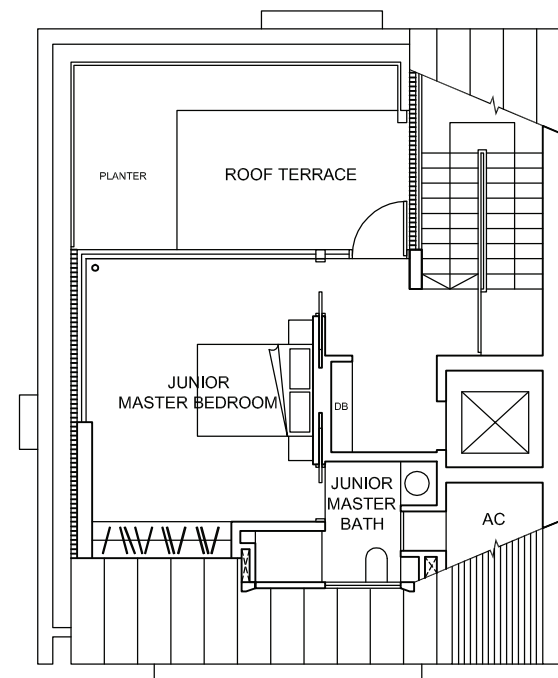 PLANTER
ROOF TERRACE
JUNIOR
MASTER BEDROOM
DB
JUNIOR
MASTER
BATH
AC